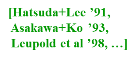 [Hatsuda+Lee '91,
Asakawa+Ko '93,
Leupold et al '98, ...]